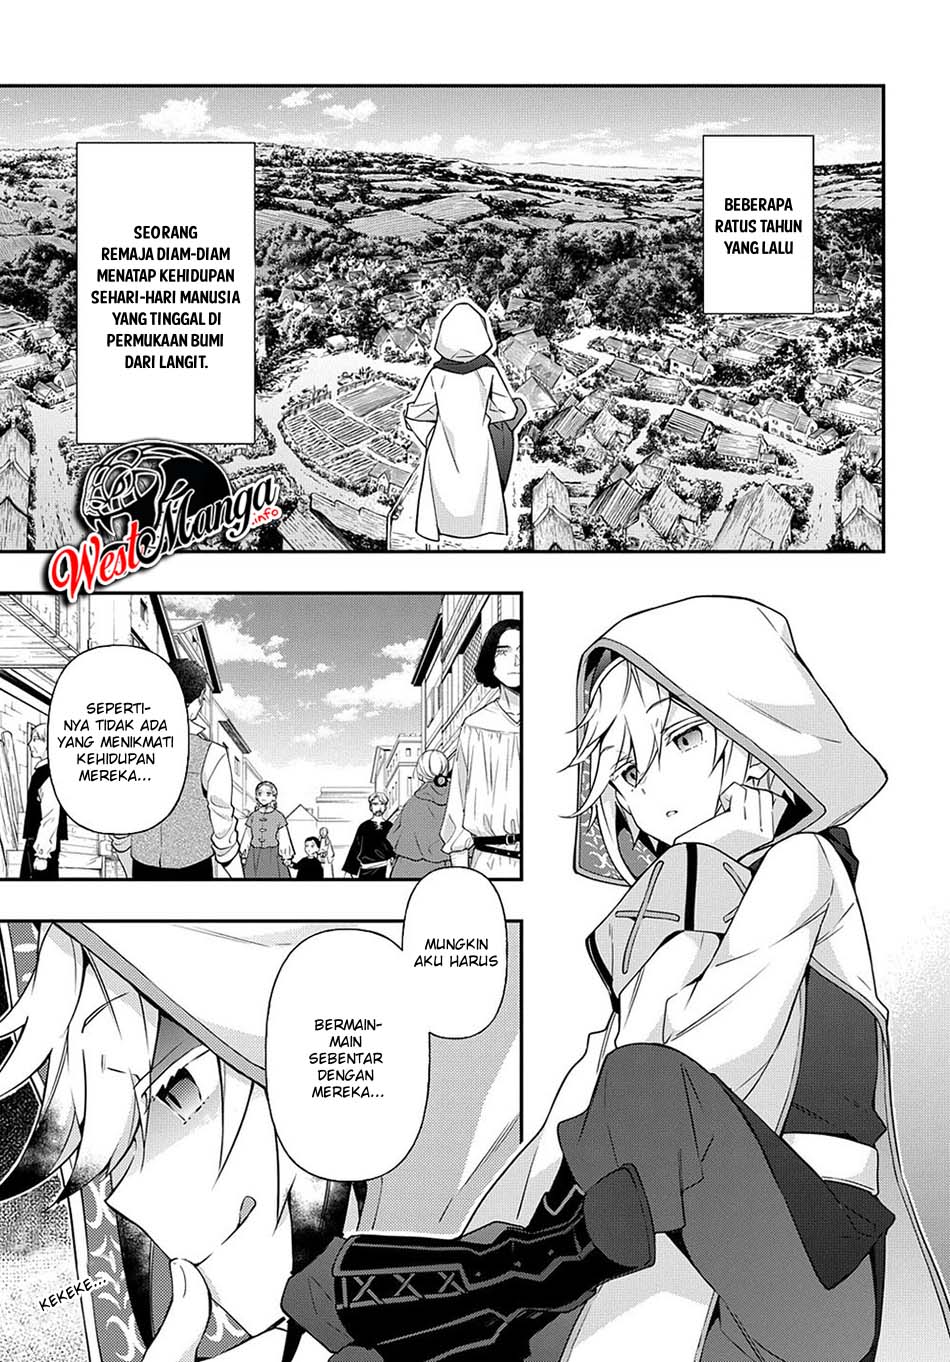 BEBERAPA
RATUS TAHUN
YANG LALU
SEORANG
REMAJA DIAM-DIAM
MENATAP KEHIDUPAN
SEHARI-HARI MANUSIA
YANG TINGGAL DI
PERMUKAAN BUMI
DARI LANGIT.
WestManga
.info
SEPERTI-
NYA TIDAK ADA
YANG MENIKMATI
KEHIDUPAN
MEREKA...
MUNGKIN
AKU HARUS
BERMAIN-
MAIN
SEBENTAR
DENGAN
MEREKA...
KEKEKE...